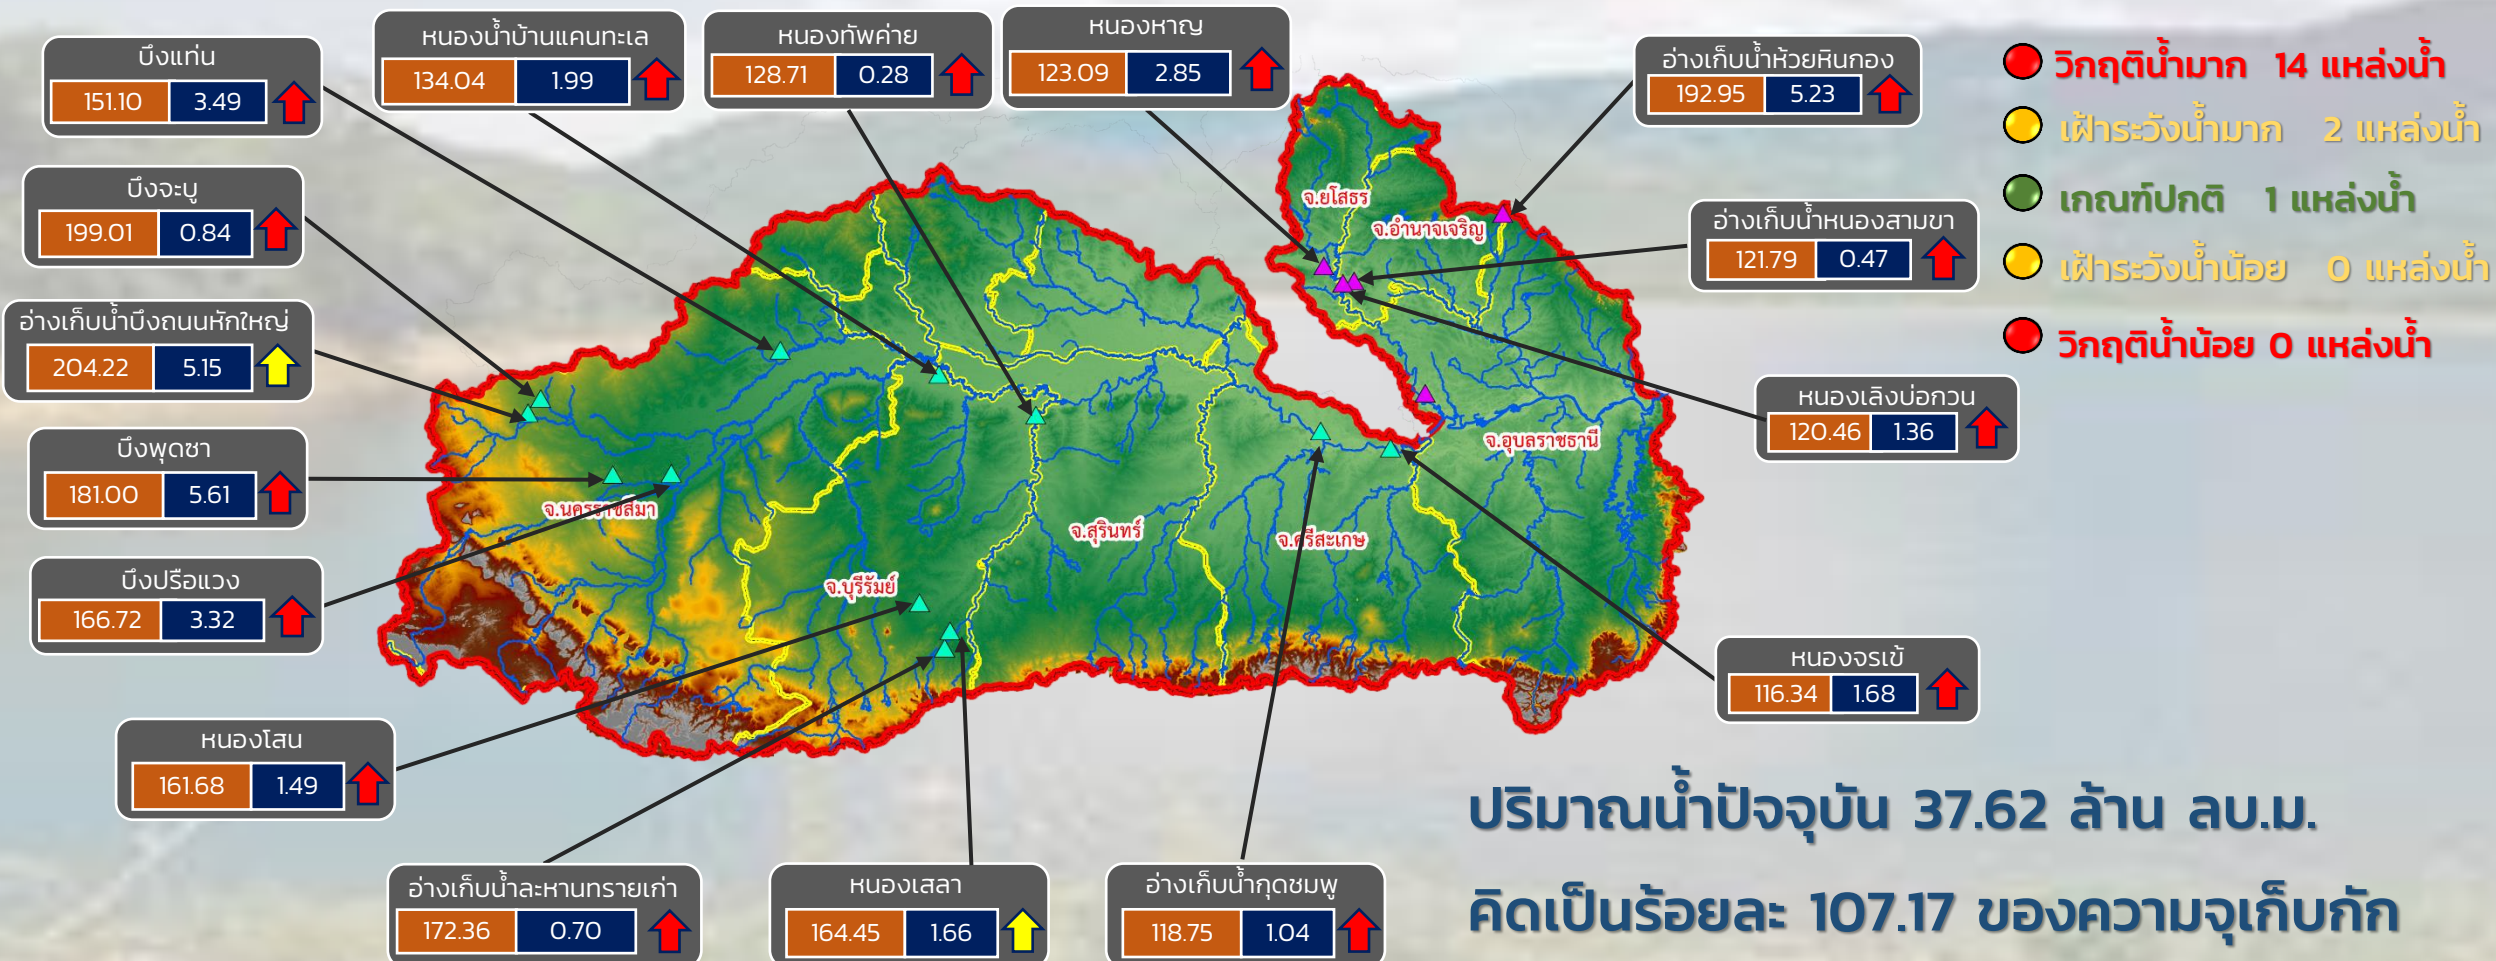 บึงแท่น
151.10 3.49
หนองน้ำบ้านแคนทะเล
134.04 1.99
หนองทัพค่าย
128.71 0.28
หนองหาญ
123.09 2.85
อ่างเก็บน้ำห้วยหินกอง
192.95 5.23
วิกฤติน้ำมาก 14 แหล่งน้ำ
เฝ้าระวังน้ำมาก 2 แหล่งน้ำ
เกณฑ์ปกติ 1 แหล่งน้ำ
เฝ้าระวังน้ำน้อย 0 แหล่งน้ำ
วิกฤติน้ำน้อย 0 แหล่งน้ำ
บึงจะบู
199.01 0.84
อ่างเก็บน้ำหนองสามขา
121.79 0.47
อ่างเก็บน้ำบึงถนนหักใหญ่
204.22 5.15
หนองเลิงบ่อกวน
120.46 1.36
บึงพุดซา
181.00 5.61
บึงปรือแวง
166.72 3.32
หนองจรเข้
116.34 1.68
หนองโสน
161.68 1.49
อ่างเก็บน้ำละหานทรายเก่า
172.36 0.70
หนองเสลา
164.45 1.66
อ่างเก็บน้ำกุดชมพู
118.75 1.04
จ.ยโสธร
จ.อำนาจเจริญ
จ.อุบลราชธานี
จ.นครราชสีมา
จ.สุรินทร์
จ.ศรีสะเกษ
จ.บุรีรัมย์
ปริมาณน้ำปัจจุบัน 37.62 ล้าน ลบ.ม.
คิดเป็นร้อยละ 107.17 ของความจุเก็บกัก